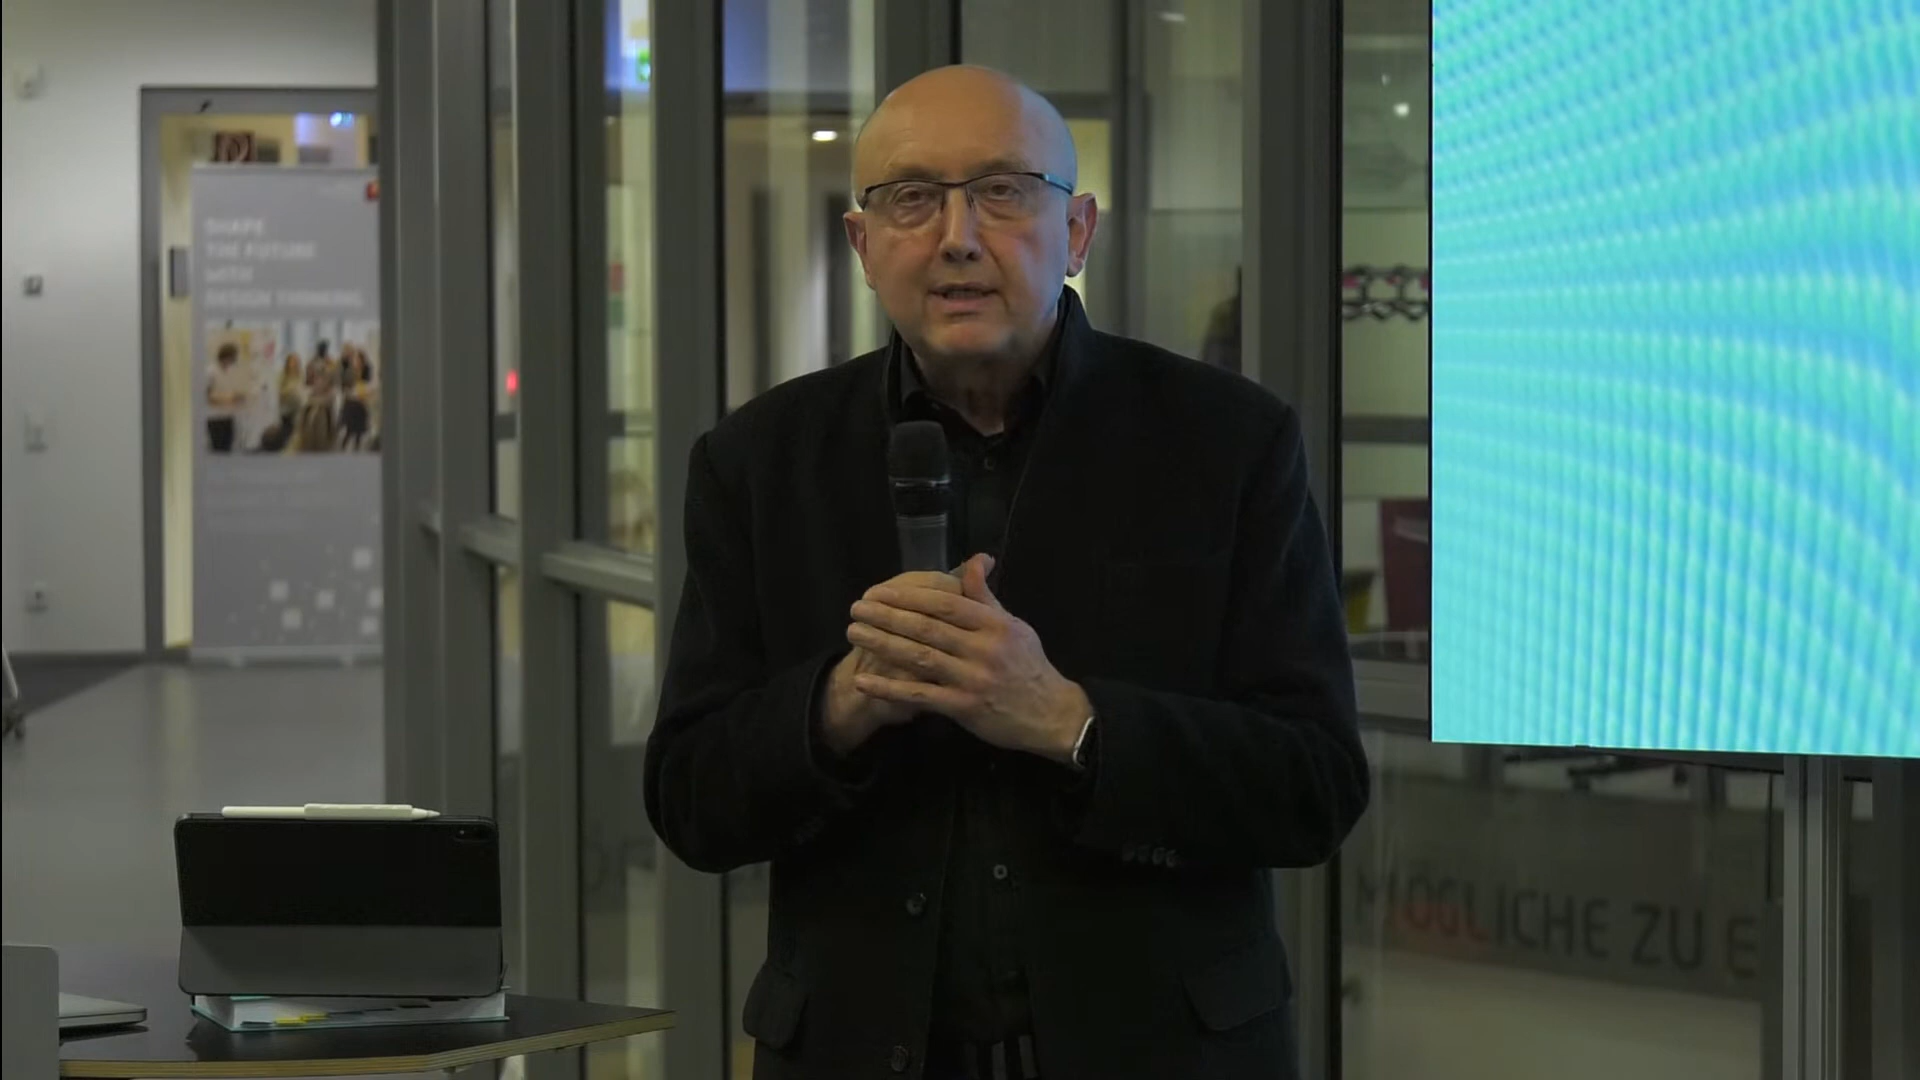 SHAPE
THE FUTURE
WITH
DESIGN THINKING
MÖGLICHE ZU E